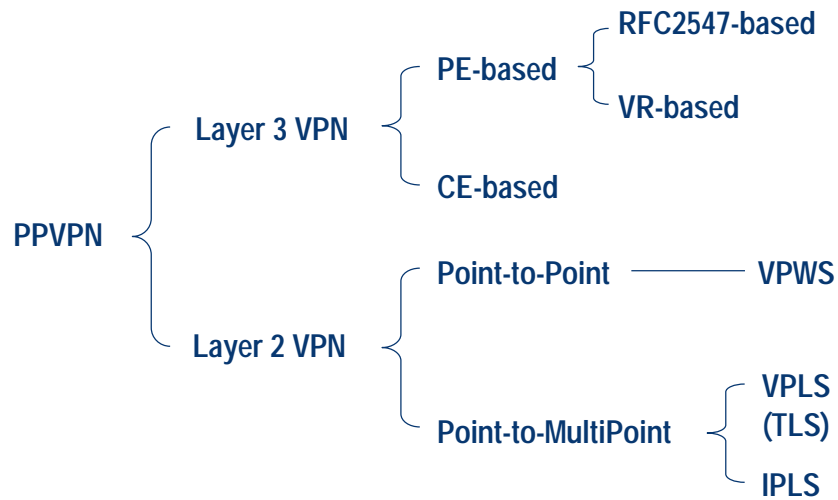 RFC2547-based
PE-based
VR-based
Layer 3 VPN
CE-based
PPVPN
Point-to-Point
VPWS
Layer 2 VPN
VPLS
(TLS)
Point-to-MultiPoint
IPLS